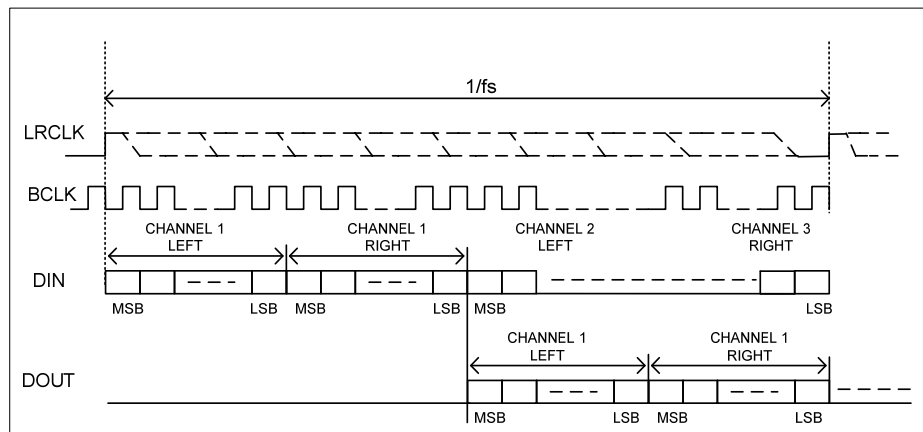 1/fs
LRCLK
BCLK
CHANNEL 1 LEFT
CHANNEL 1 RIGHT
CHANNEL 2 LEFT
CHANNEL 3 RIGHT
DIN
MSB LSB MSB LSB MSB LSB
CHANNEL 1 LEFT
CHANNEL 1 RIGHT
DOUT
MSB LSB MSB LSB